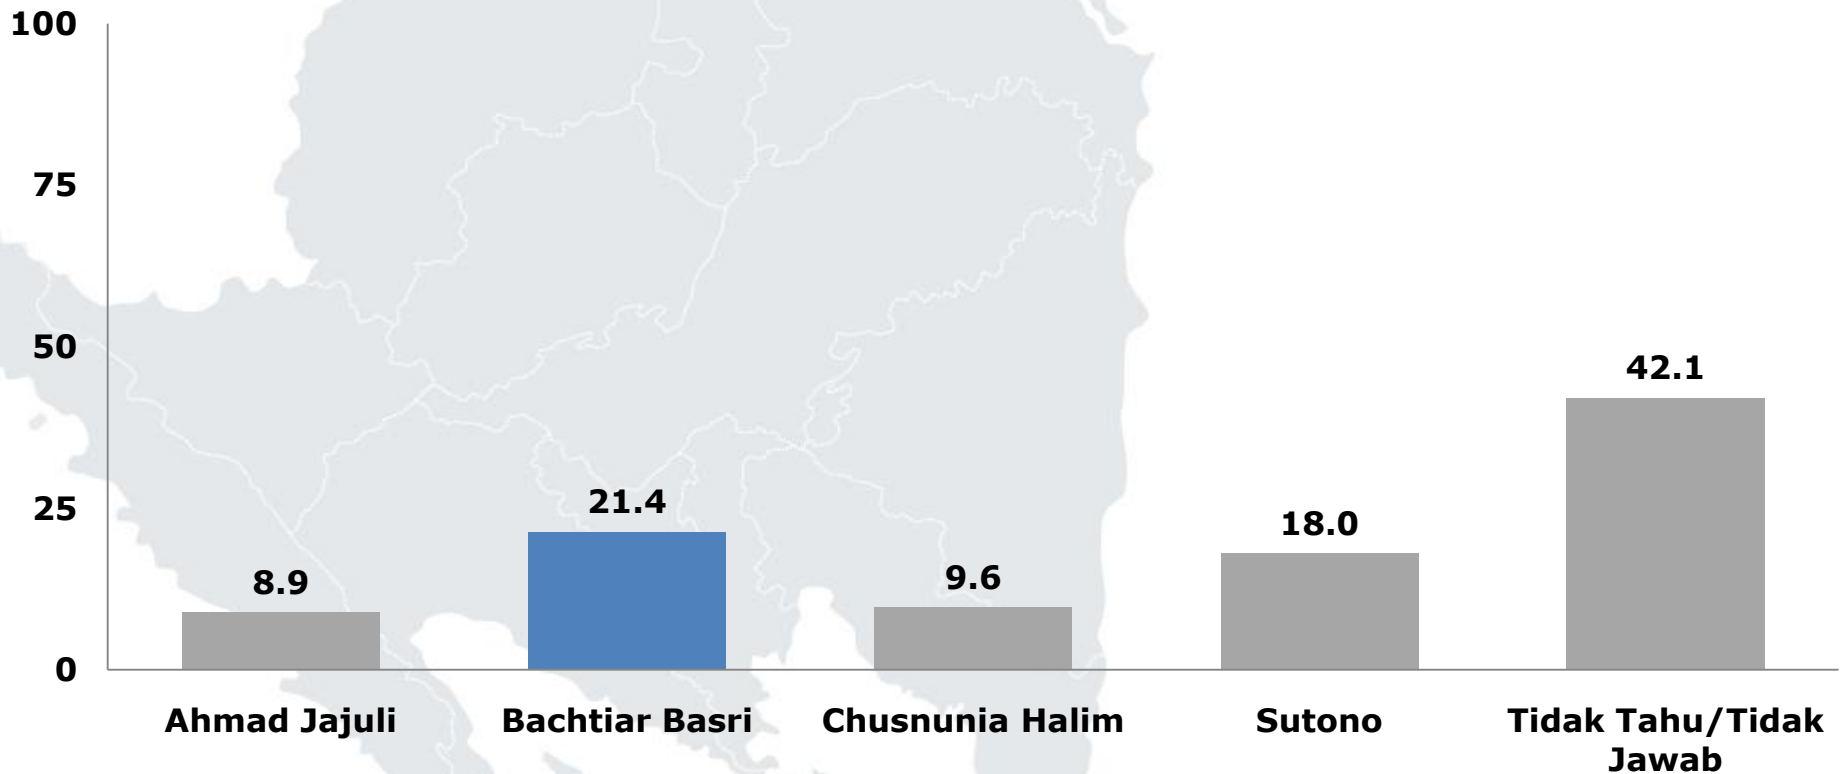 100
75
50
25
0
8.9
21.4
9.6
18.0
42.1
Ahmad Jajuli
Bachtiar Basri
Chusnunia Halim
Sutono
Tidak Tahu/Tidak
Jawab